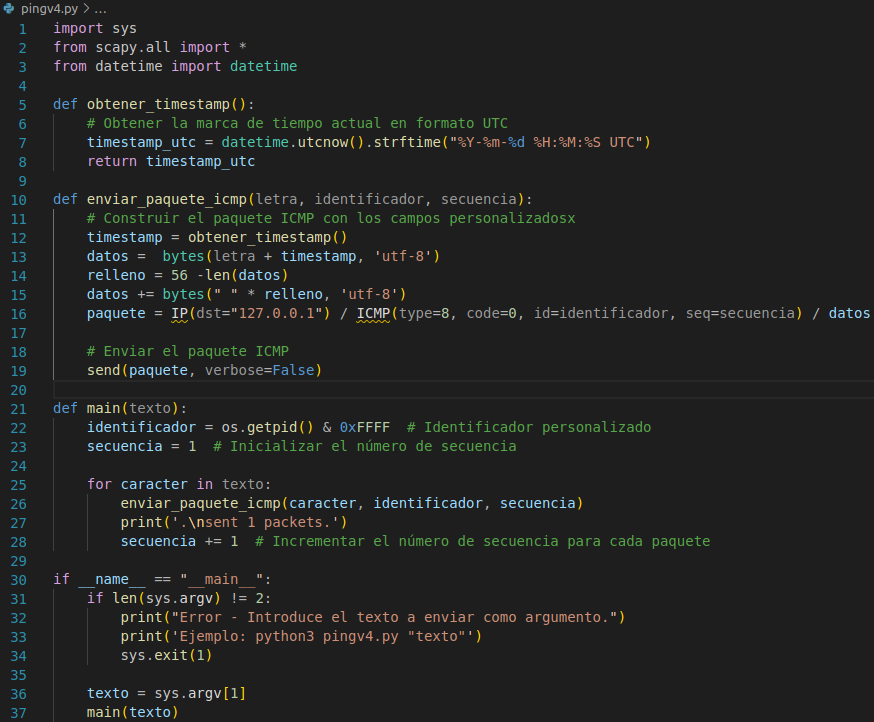 pingv4.py > ...
1 import sys
2 from scapy.all import *
3 from datetime import datetime
4
5 def obtener_timestamp():
6     # Obtener la marca de tiempo actual en formato UTC
7     timestamp_utc = datetime.utcnow().strftime("%Y-%m-%d %H:%M:%S UTC")
8     return timestamp_utc
9
10 def enviar_paquete_icmp(letra, identificador, secuencia):
11     # Construir el paquete ICMP con los campos personalizadosx
12     timestamp = obtener_timestamp()
13     datos =  bytes(letra + timestamp, 'utf-8')
14     relleno = 56 -len(datos)
15     datos += bytes(" " * relleno, 'utf-8')
16     paquete = IP(dst="127.0.0.1") / ICMP(type=8, code=0, id=identificador, seq=secuencia) / datos
17
18     # Enviar el paquete ICMP
19     send(paquete, verbose=False)
20
21 def main(texto):
22     identificador = os.getpid() & 0xFFFF  # Identificador personalizado
23     secuencia = 1  # Inicializar el número de secuencia
24
25     for caracter in texto:
26         enviar_paquete_icmp(caracter, identificador, secuencia)
27         print('.\nsent 1 packets.')
28         secuencia += 1  # Incrementar el número de secuencia para cada paquete
29
30 if __name__ == "__main__":
31     if len(sys.argv) != 2:
32         print("Error - Introduce el texto a enviar como argumento.")
33         print('Ejemplo: python3 pingv4.py "texto"')
34         sys.exit(1)
35
36     texto = sys.argv[1]
37     main(texto)